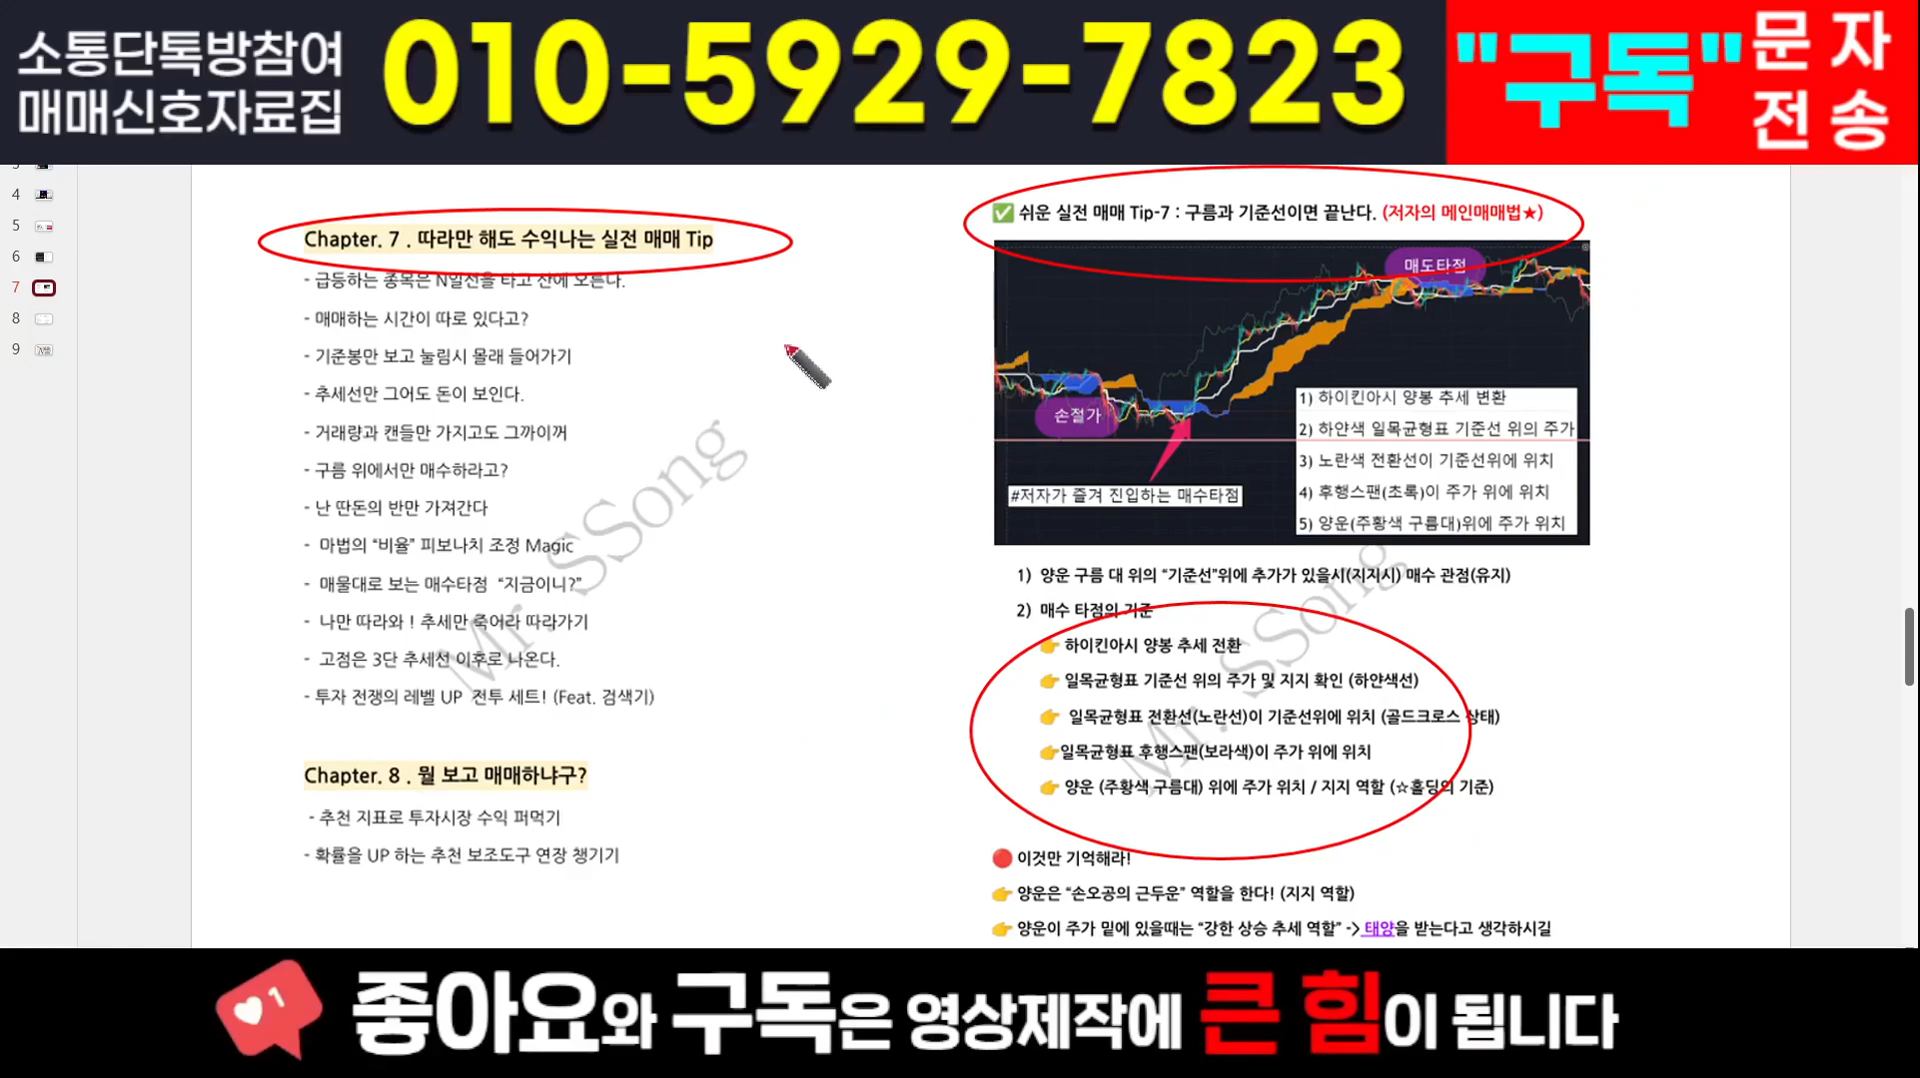 소통단톡방참여
매매신호자료집
010-5929-7823
"구독"
문자
전송
4
5
6
7
8
9
Chapter. 7 . 따라만 해도 수익나는 실전 매매 Tip
- 급등하는 종목은 N일선을 타고 산에 오른다.
- 매매하는 시간이 따로 있다고?
- 기준봉만 보고 눌림시 몰래 들어가기
- 추세선만 그어도 돈이 보인다.
- 거래량과 캔들만 가지고도 그까이꺼
- 구름 위에서만 매수하라고?
- 난 딴돈의 반만 가져간다
- 마법의 “비율” 피보나치 조정 Magic
- 매물대로 보는 매수타점 “지금이니?”
- 나만 따라와 ! 추세만 죽어라 따라가기
- 고점은 3단 추세선 이후로 나온다.
- 투자 전쟁의 레벨 UP 전투 세트! (Feat. 검색기)
Chapter. 8 . 뭘 보고 매매하냐구?
- 추천 지표로 투자시장 수익 퍼먹기
- 확률을 UP 하는 추천 보조도구 연장 챙기기
Mr. SSong
✅ 쉬운 실전 매매 Tip-7 : 구름과 기준선이면 끝난다. (저자의 메인매매법★)
매도타점
손절가
#저자가 즐겨 진입하는 매수타점
1) 하이킨아시 양봉 추세 변환
2) 하얀색 일목균형표 기준선 위의 주가
3) 노란색 전환선이 기준선위에 위치
4) 후행스팬(초록)이 주가 위에 위치
5) 양운(주황색 구름대)위에 주가 위치
1) 양운 구름 대 위의 “기준선”위에 추가가 있을시(지지시) 매수 관점(유지)
2) 매수 타점의 기준
👉 하이킨아시 양봉 추세 전환
👉 일목균형표 기준선 위의 주가 및 지지 확인 (하얀색선)
👉 일목균형표 전환선(노란선)이 기준선위에 위치 (골드크로스 상태)
👉일목균형표 후행스팬(보라색)이 주가 위에 위치
👉 양운 (주황색 구름대) 위에 주가 위치 / 지지 역할 (☆홀딩의 기준)
Mr. SSong
🔴 이것만 기억해라!
👉 양운은 “손오공의 근두운” 역할을 한다! (지지 역할)
👉 양운이 주가 밑에 있을때는 “강한 상승 추세 역할” -> 태양을 받는다고 생각하시길
1
좋아요와 구독은 영상제작에 큰 힘이 됩니다